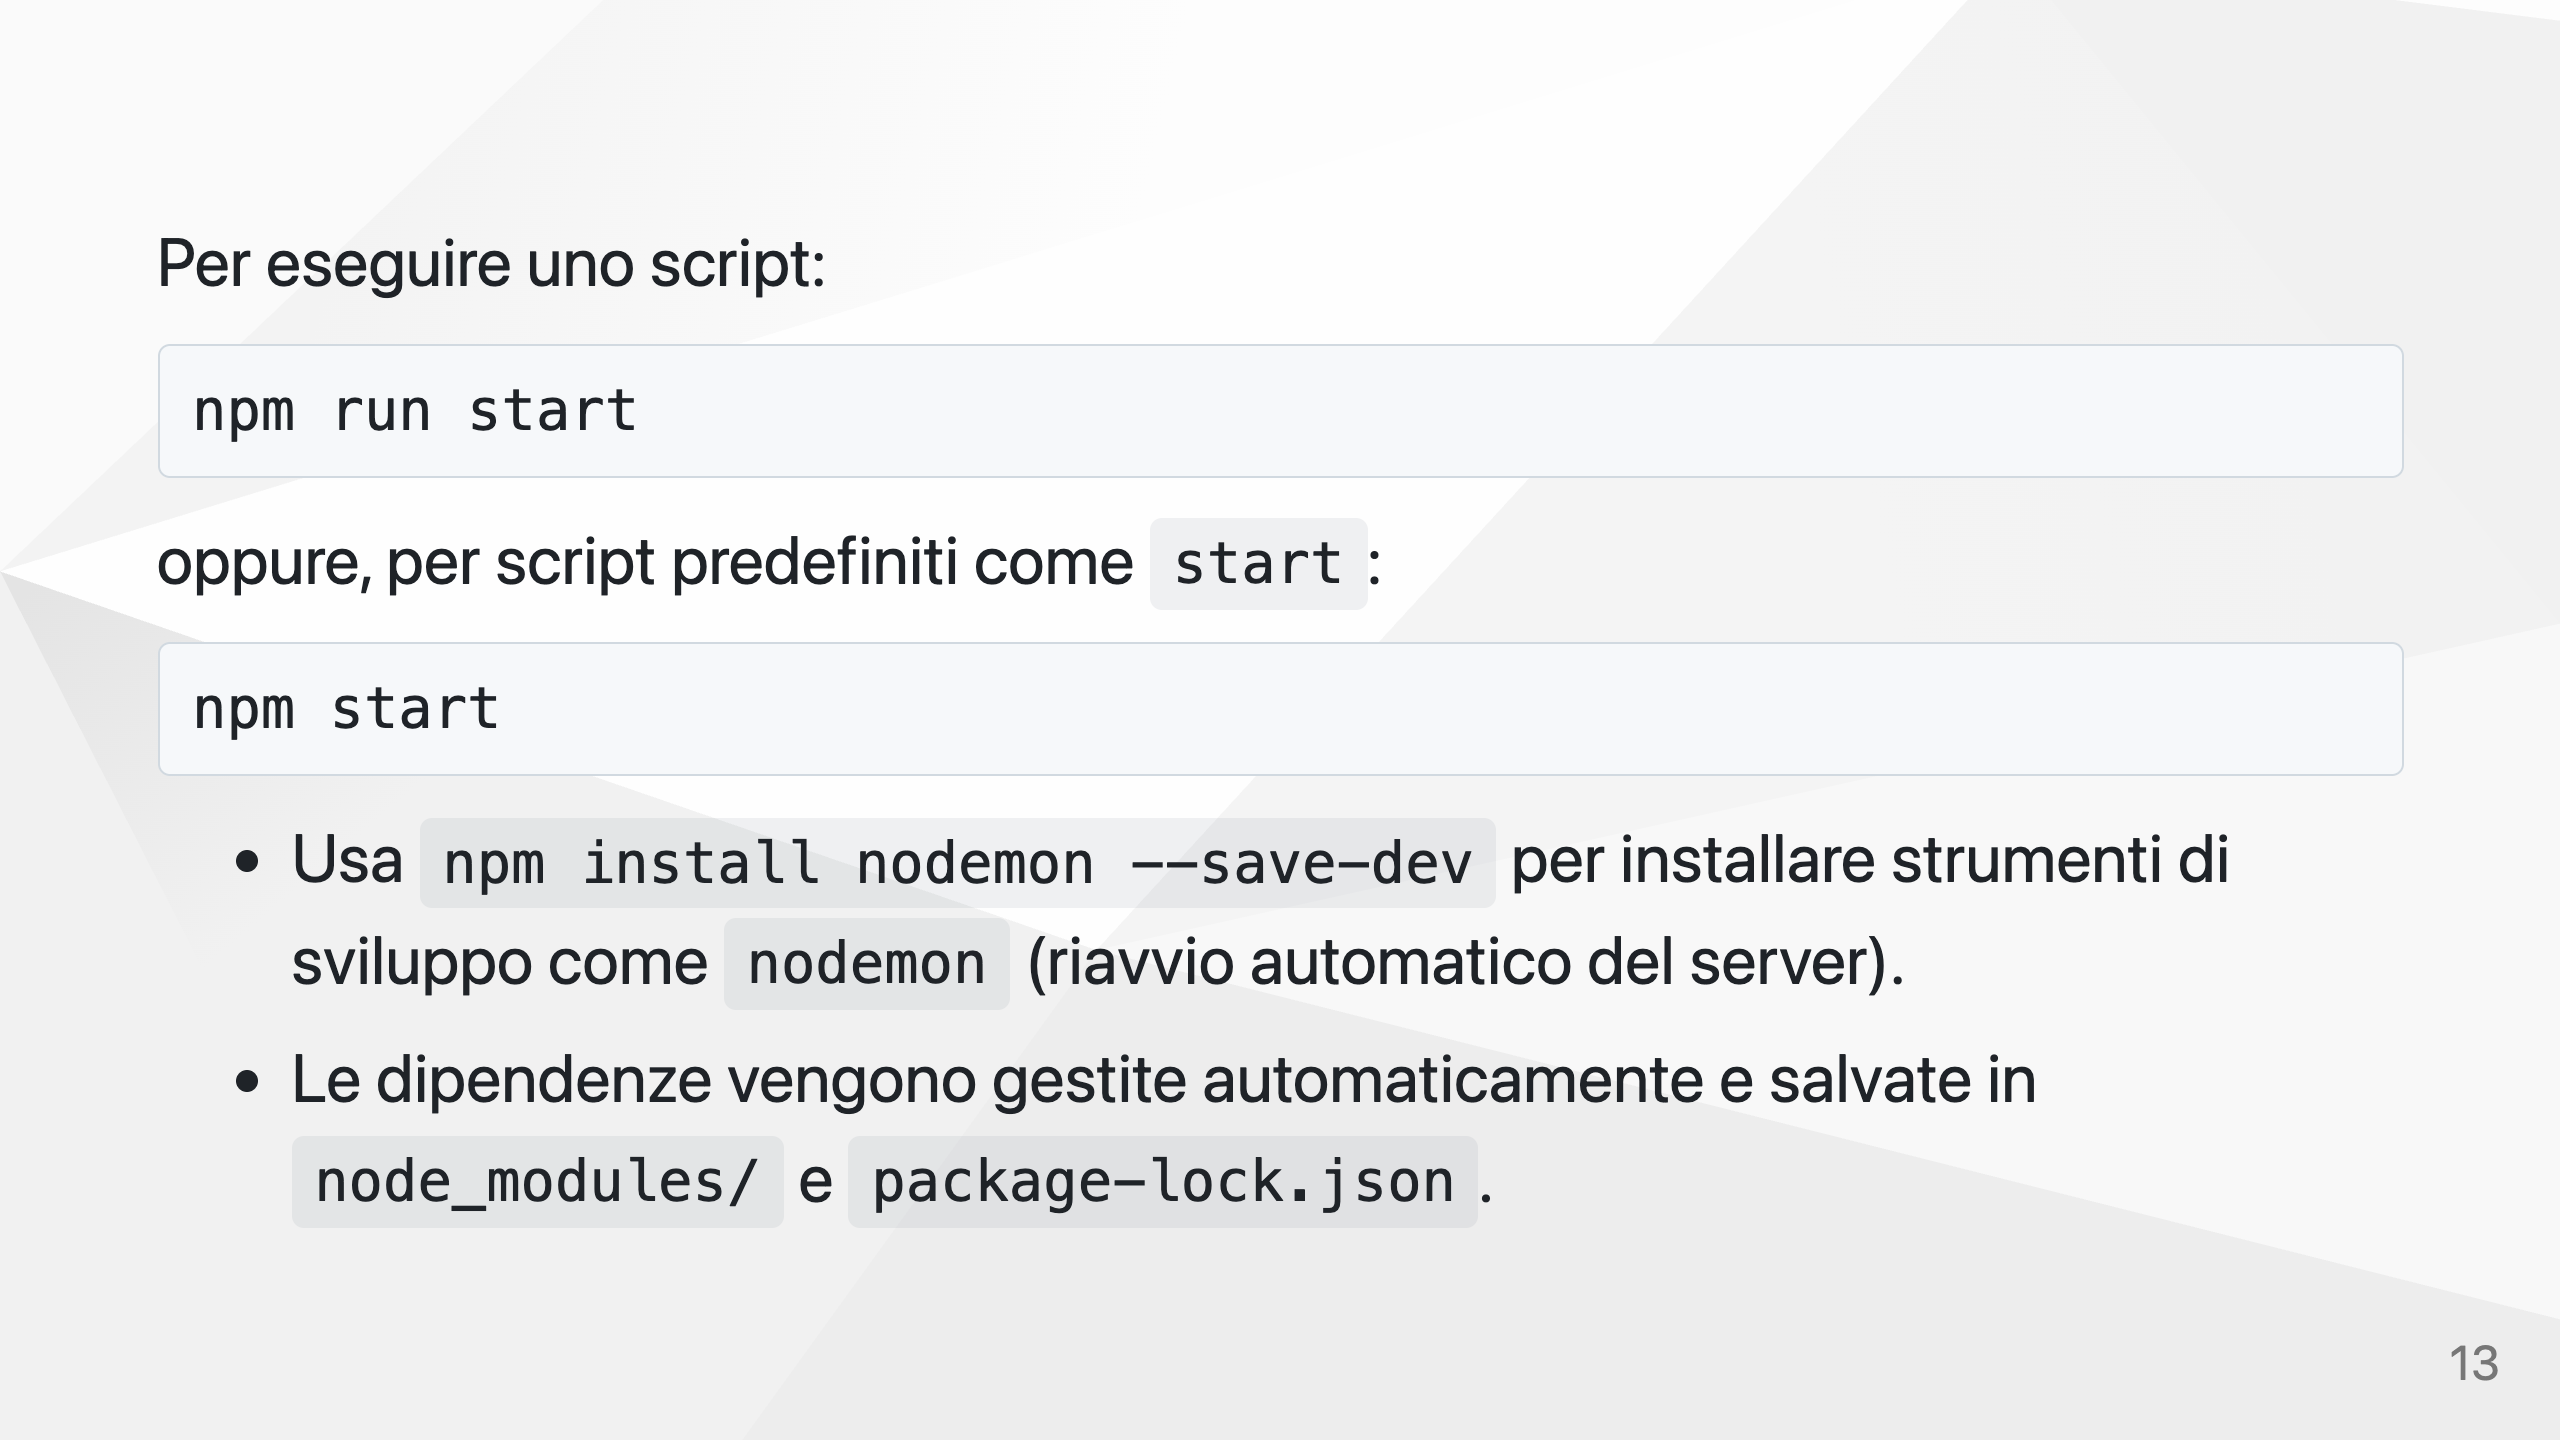 Per eseguire uno script:
npm run start
oppure, per script predefiniti come start:
npm start
• Usa npm install nodemon --save-dev per installare strumenti di
sviluppo come nodemon (riavvio automatico del server).
• Le dipendenze vengono gestite automaticamente e salvate in
node_modules/ e package-lock.json.
13